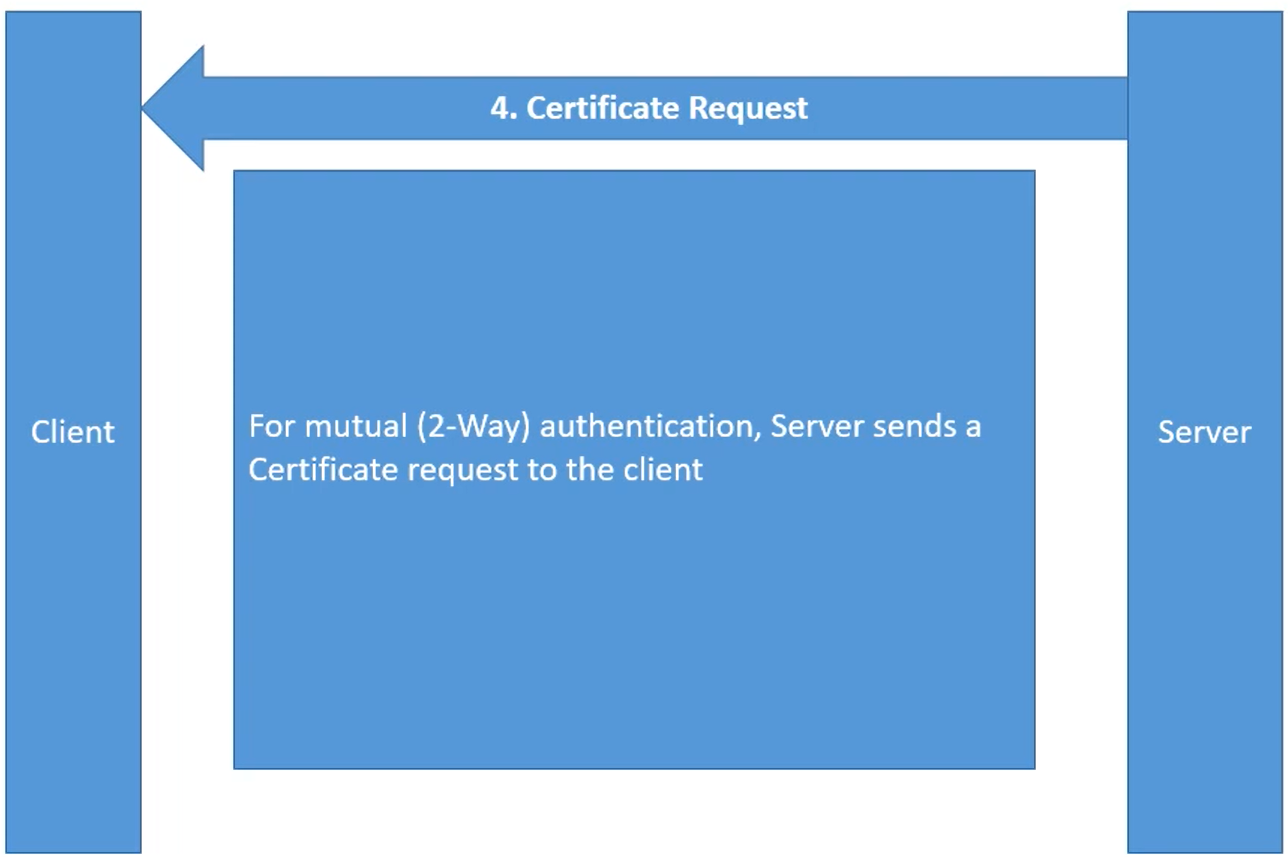 4. Certificate Request
Client
For mutual (2-Way) authentication, Server sends a
Certificate request to the client
Server